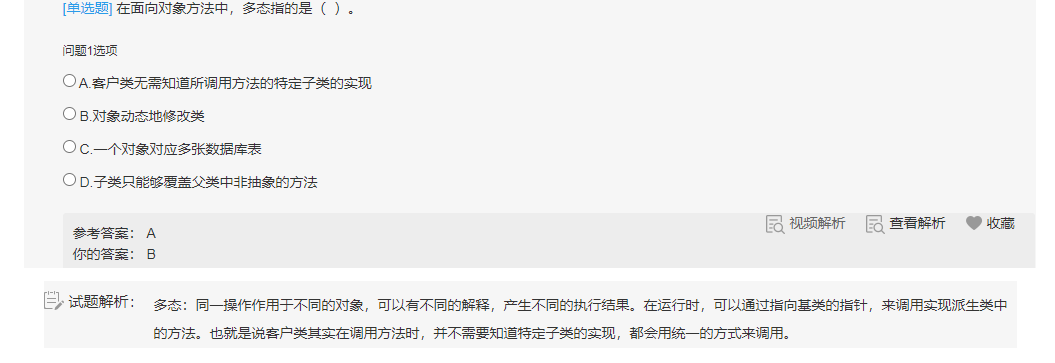 [单选题] 在面向对象方法中，多态指的是（ ）。
问题1选项
A.客户类无需知道所调用方法的特定子类的实现
B.对象动态地修改类
C.一个对象对应多张数据库表
D.子类只能够覆盖父类中非抽象的方法
视频解析 查看解析 收藏
参考答案： A
你的答案： B
试题解析： 多态：同一操作作用于不同的对象，可以有不同的解释，产生不同的执行结果。在运行时，可以通过指向基类的指针，来调用实现派生类中
的方法。也就是说客户类其实在调用方法时，并不需要知道特定子类的实现，都会用统一的方式来调用。